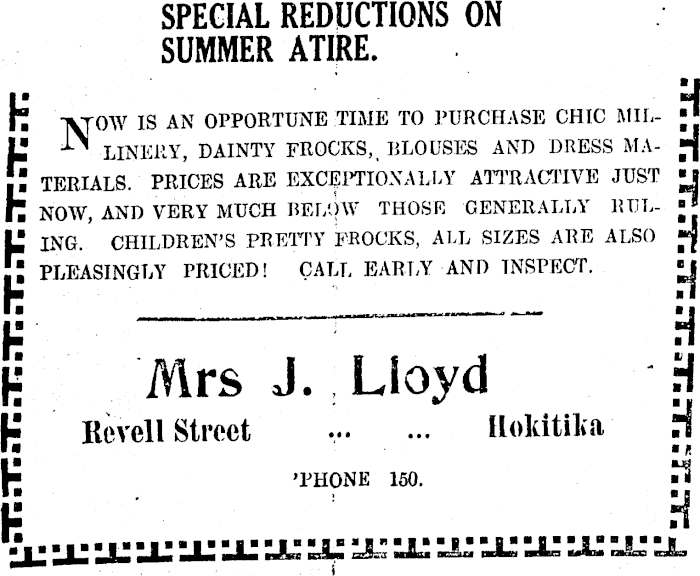 SPECIAL REDUCTIONS ON
SUMMER ATIRE.
NOW IS AN OPPORTUNE TIME TO PURCHASE CHIC MIL-
LINERY, DAINTY FROCKS, BLOUSES AND DRESS MA-
TERIALS. PRICES ARE EXCEPTIONALLY ATTRACTIVE JUST
NOW, AND VERY MUCH BELOW THOSE GENERALLY RUL-
ING. CHILDREN'S PRETTY FROCKS, ALL SIZES ARE ALSO
PLEASINGLY PRICED! CALL EARLY AND INSPECT.
Mrs J. Lloyd
Revell Street ... ... Hokitika
'PHONE 150.